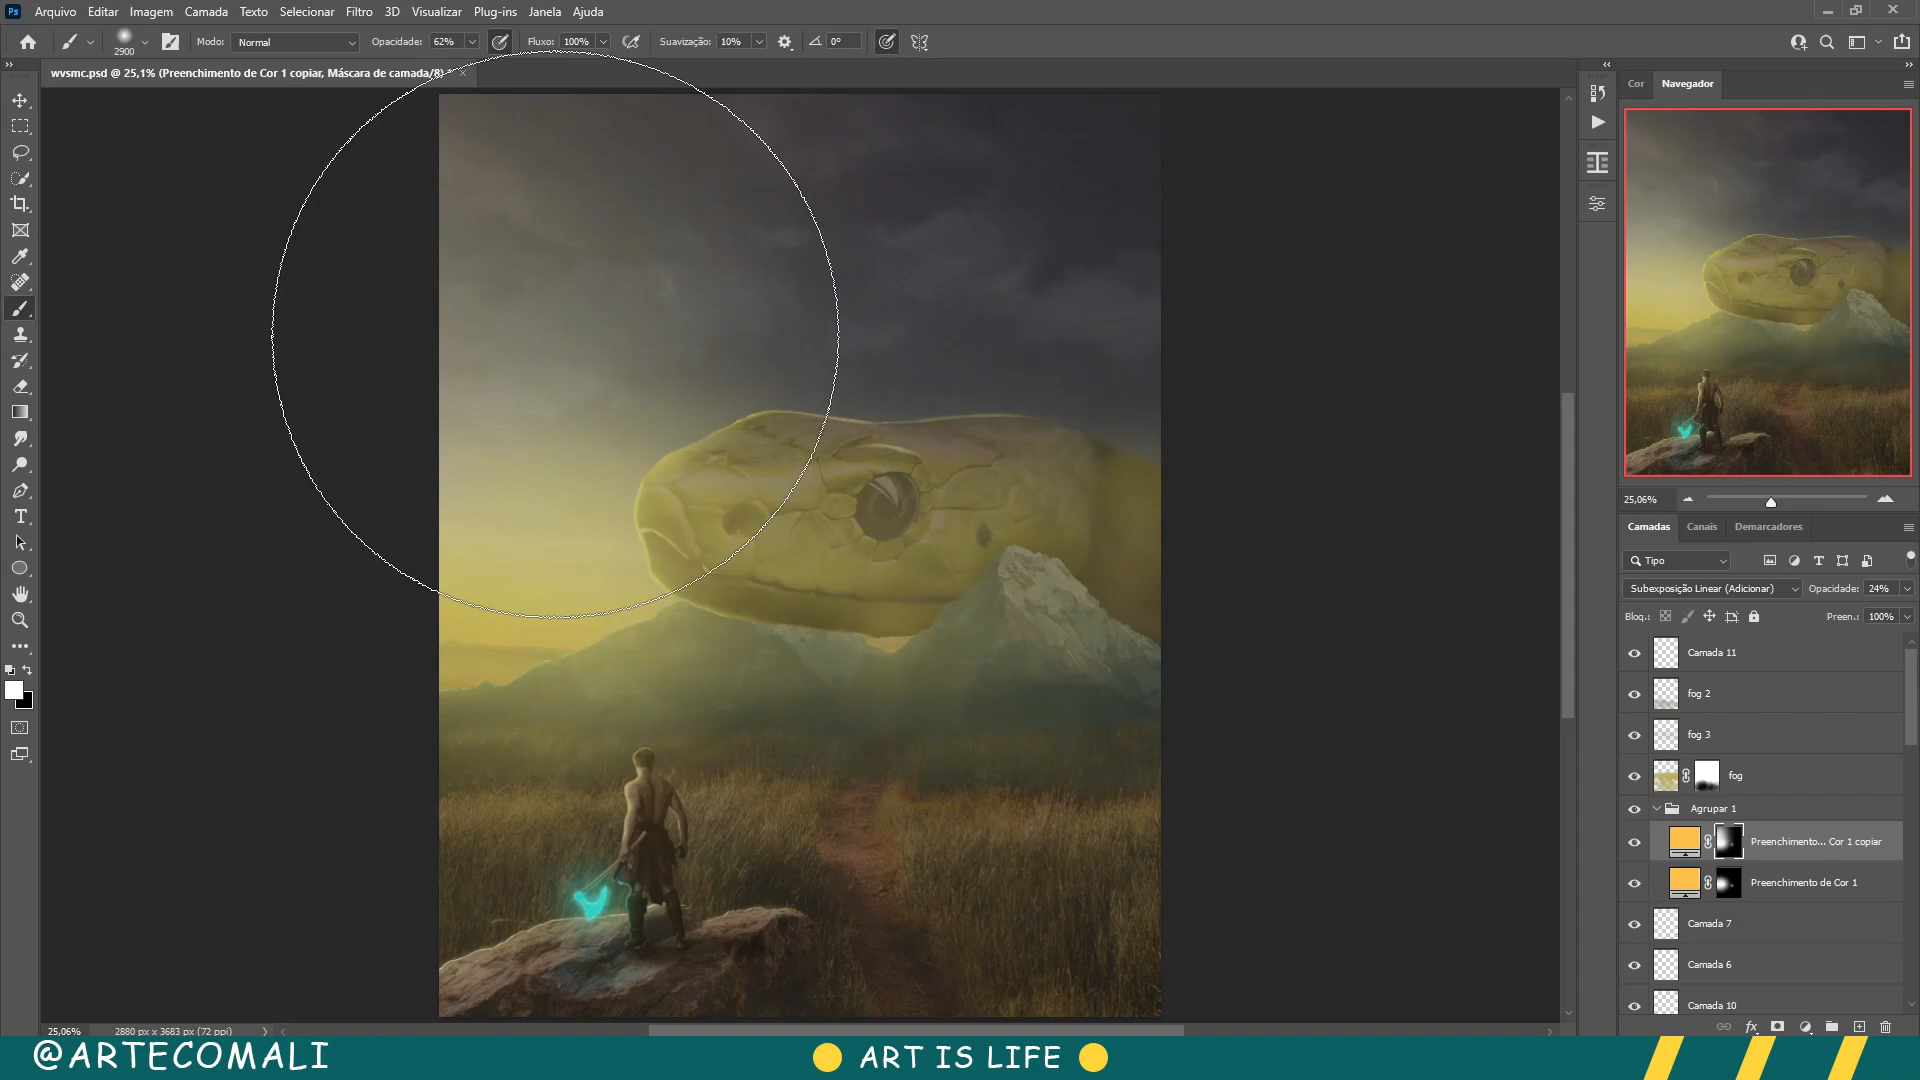 Ps Arquivo Editar Imagem Camada Texto Selecionar Filtro 3D Visualizar Plug-ins Janela Ajuda
2900 Modo: Normal Opacidade: 62% Fluxo: 100% Suavização: 10% 0°
wvsmc.psd @ 25,1% (Preenchimento de Cor 1 copiar, Máscara de camada/8) *
Cor Navegador
25,06%
Camadas Canais Demarcadores
Tipo
Subexposição Linear (Adicionar) Opacidade: 24%
Bloq.: Preen.: 100%
Camada 11
fog 2
fog 3
fog
Agrupar 1
Preenchimento... Cor 1 copiar
Preenchimento de Cor 1
Camada 7
Camada 6
Camada 10
25,06% 2880 px x 3683 px (72 ppi)
@ARTECOMALI ART IS LIFE